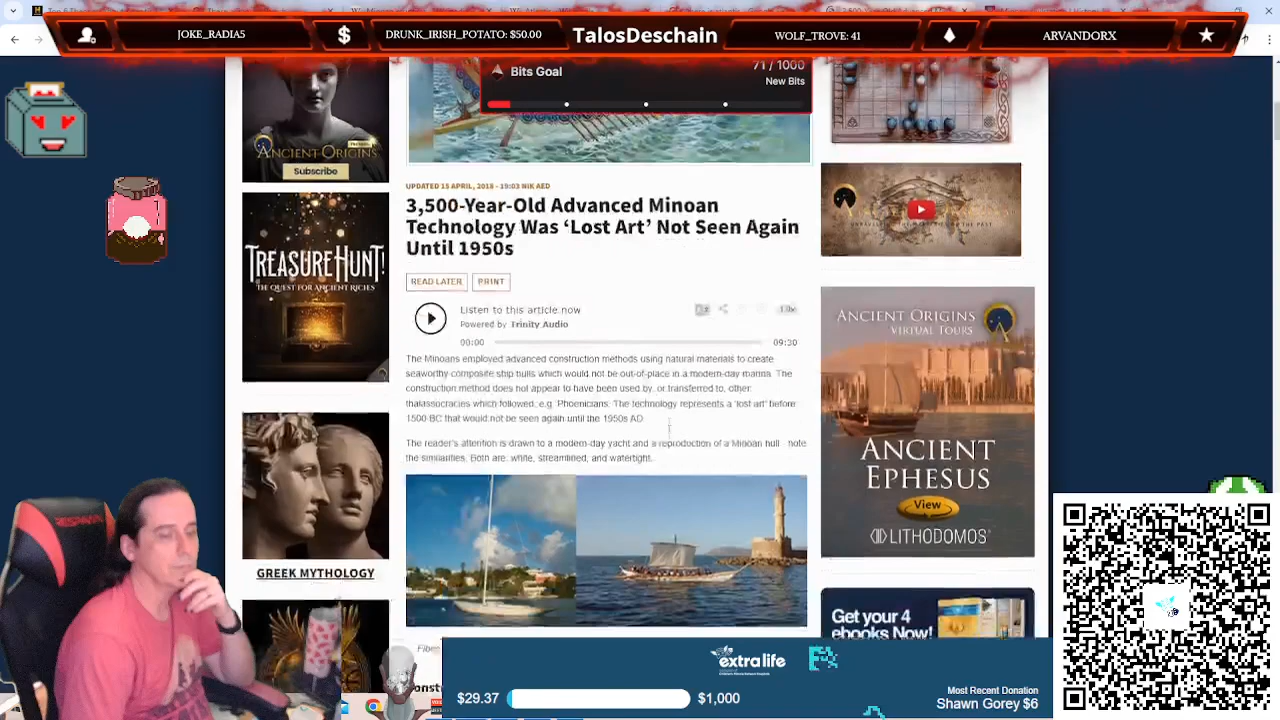 JOKE_RADIA5
DRUNK_IRISH_POTATO: $50.00
TalosDeschain
WOLF_TROVE: 41
ARVANDORX
Bits Goal
71 / 1000
New Bits
ANCIENT ORIGINS
Subscribe
TREASURE HUNT!
THE QUEST FOR ANCIENT RICHES
GREEK MYTHOLOGY
UPDATED 15 APRIL, 2018 - 19:03 NIK AED
3,500-Year-Old Advanced Minoan
Technology Was ‘Lost Art’ Not Seen Again
Until 1950s
READ LATER
PRINT
Listen to this article now
Powered by Trinity Audio
00:00
09:30
The Minoans employed advanced construction methods using natural materials to create
seaworthy composite ship hulls which would not be out-of-place in a modern-day marina. The
construction method does not appear to have been used by, or transferred to, other
thalassocracies which followed, e.g. Phoenicians. The technology represents a ‘lost art’ before
1500 BC that would not be seen again until the 1950s AD.
The reader's attention is drawn to a modern-day yacht and a reproduction of a Minoan hull note
the similarities. Both are: white, streamlined, and watertight.
ANCIENT ORIGINS
VIRTUAL TOURS
ANCIENT
EPHESUS
View
LITHODOMOS
Get your 4
ebooks Now!
extralife
$29.37
$1,000
Most Recent Donation
Shawn Gorey $6